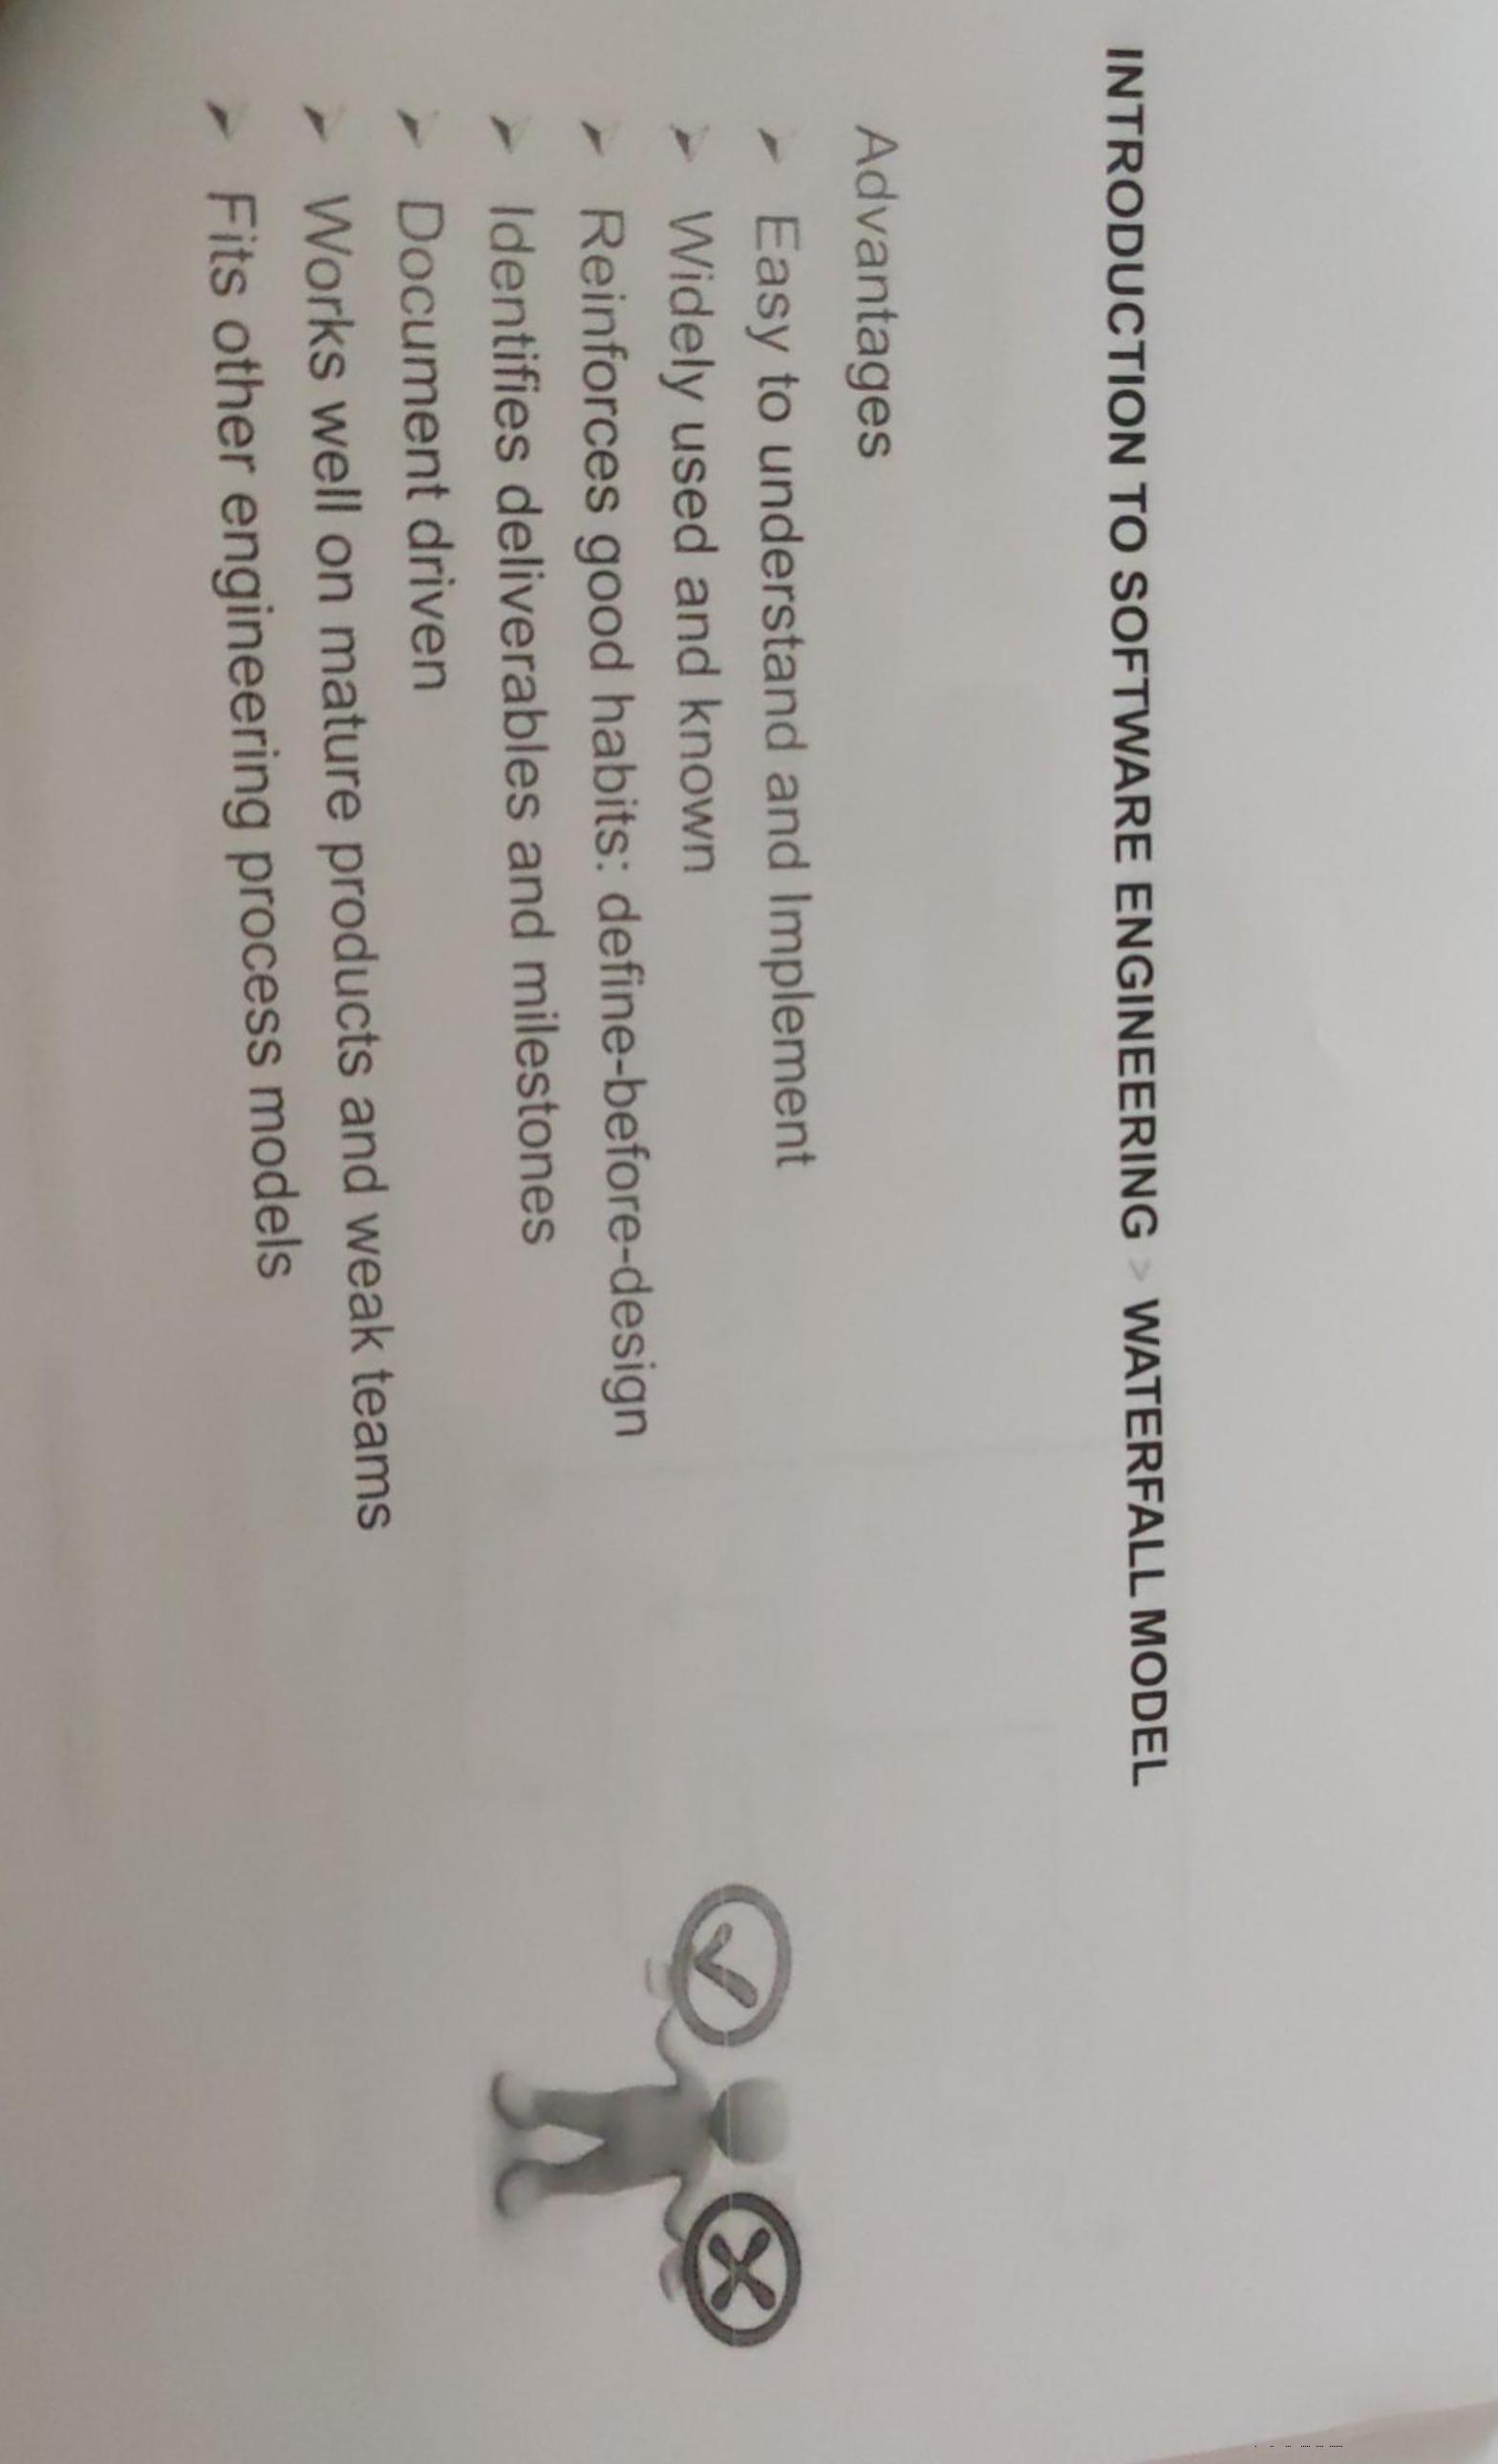 INTRODUCTION TO SOFTWARE ENGINEERING > WATERFALL MODEL
Advantages
➤ Easy to understand and Implement
➤ Widely used and known
➤ Reinforces good habits: define-before-design
➤ Identifies deliverables and milestones
➤ Document driven
➤ Works well on mature products and weak teams
➤ Fits other engineering process models